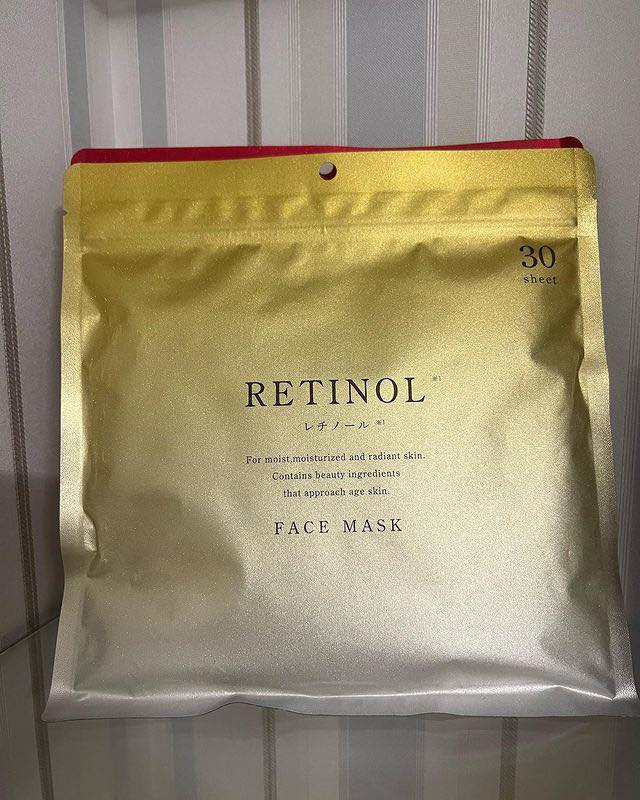 30
sheet
RETINOL ※1
レチノール ※1
For moist,moisturized and radiant skin.
Contains beauty ingredients
that approach age skin.
FACE MASK